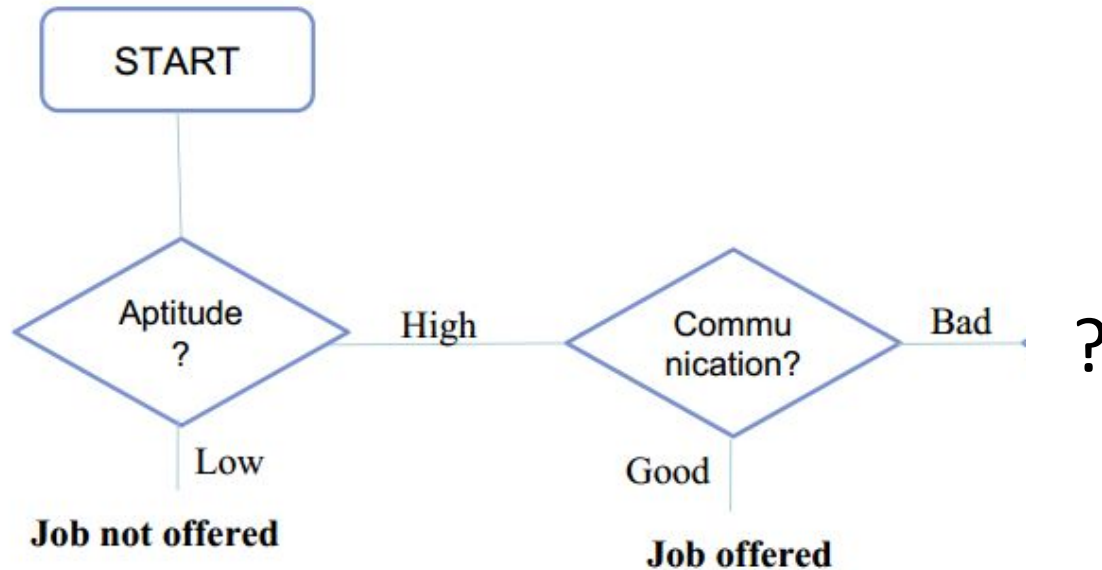 START
Aptitude
?
High
Commu
nication?
Bad
?
Low
Good
Job not offered
Job offered